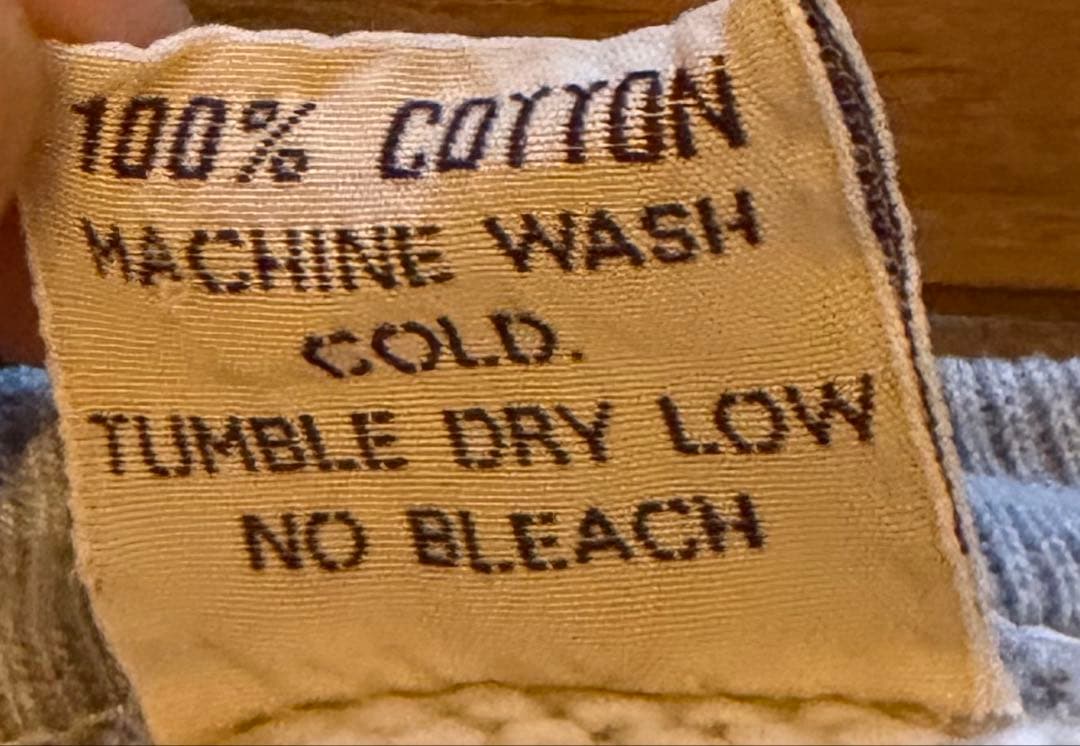 100% COTTON
MACHINE WASH
COLD.
TUMBLE DRY LOW
NO BLEACH